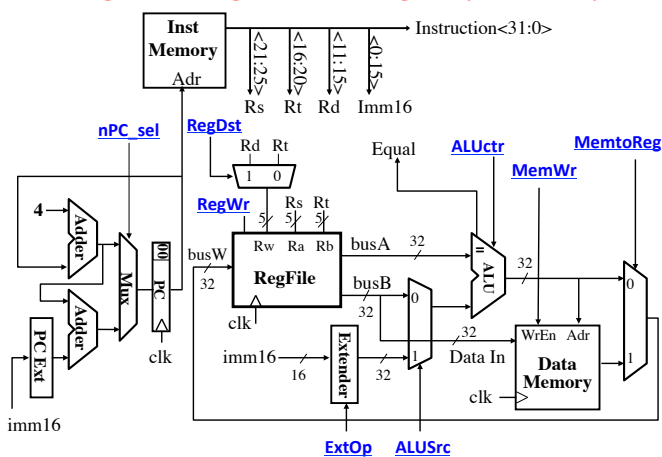 Inst
Memory
Adr
Instruction<31:0>
<21:25>
<16:20>
<11:15>
<0:15>
Rs
Rt
Rd
Imm16
nPC_sel
RegDst
Rd
Rt
1
0
Equal
ALUctr
MemtoReg
MemWr
RegWr
Rs
Rt
5
5
5
4
Adder
Mux
00
PC
clk
Adder
PC Ext
imm16
busW
32
Rw
Ra
Rb
RegFile
clk
busA
32
busB
32
=
ALU
32
0
1
0
1
32
WrEn
Adr
Data In
Data
Memory
clk
imm16
16
Extender
32
ExtOp
ALUSrc